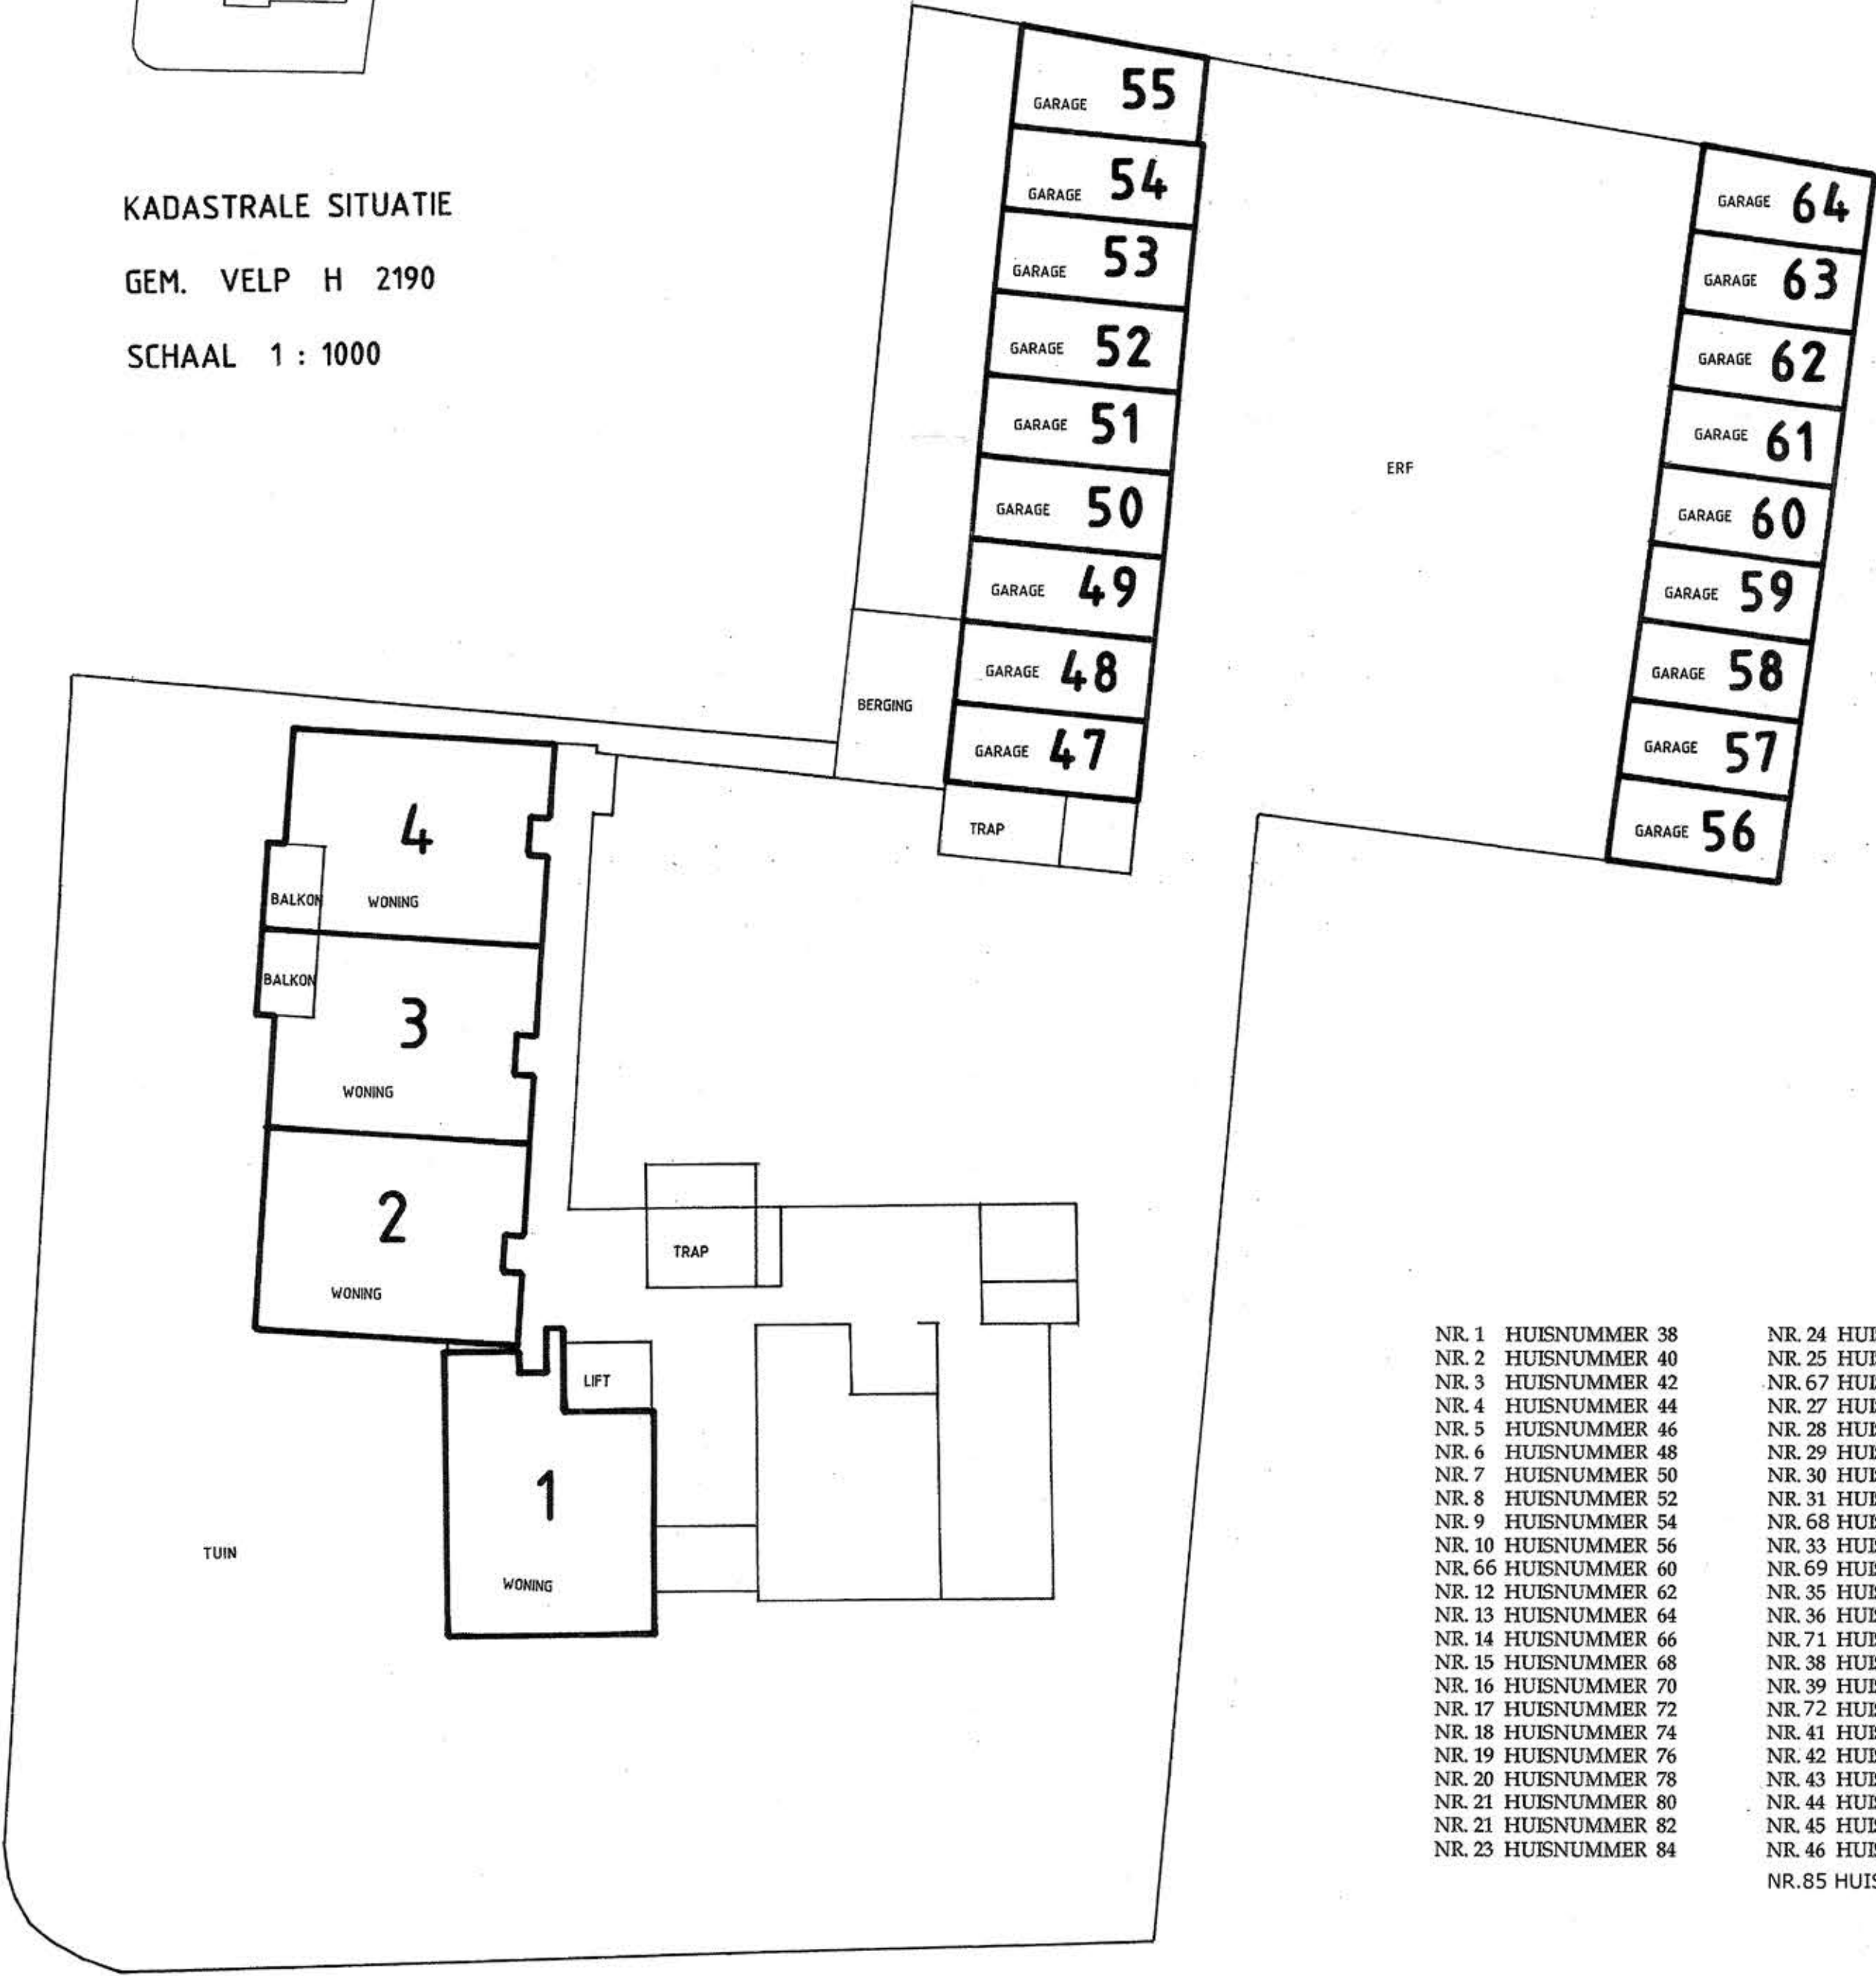 KADASTRALE SITUATIE
GEM. VELP H 2190
SCHAAL 1 : 1000
GARAGE 55
GARAGE 54
GARAGE 53
GARAGE 52
GARAGE 51
GARAGE 50
GARAGE 49
GARAGE 48
GARAGE 47
BERGING
TRAP
ERF
GARAGE 64
GARAGE 63
GARAGE 62
GARAGE 61
GARAGE 60
GARAGE 59
GARAGE 58
GARAGE 57
GARAGE 56
4
BALKON WONING
BALKON
3
WONING
2
WONING
TRAP
LIFT
1
WONING
TUIN
NR. 1 HUISNUMMER 38
NR. 2 HUISNUMMER 40
NR. 3 HUISNUMMER 42
NR. 4 HUISNUMMER 44
NR. 5 HUISNUMMER 46
NR. 6 HUISNUMMER 48
NR. 7 HUISNUMMER 50
NR. 8 HUISNUMMER 52
NR. 9 HUISNUMMER 54
NR. 10 HUISNUMMER 56
NR. 66 HUISNUMMER 60
NR. 12 HUISNUMMER 62
NR. 13 HUISNUMMER 64
NR. 14 HUISNUMMER 66
NR. 15 HUISNUMMER 68
NR. 16 HUISNUMMER 70
NR. 17 HUISNUMMER 72
NR. 18 HUISNUMMER 74
NR. 19 HUISNUMMER 76
NR. 20 HUISNUMMER 78
NR. 21 HUISNUMMER 80
NR. 21 HUISNUMMER 82
NR. 23 HUISNUMMER 84
NR. 24
NR. 25
NR. 67
NR. 27
NR. 28
NR. 29
NR. 30
NR. 31
NR. 68
NR. 33
NR. 69
NR. 35
NR. 36
NR. 71
NR. 38
NR. 39
NR. 72
NR. 41
NR. 42
NR. 43
NR. 44
NR. 45
NR. 46
NR.85